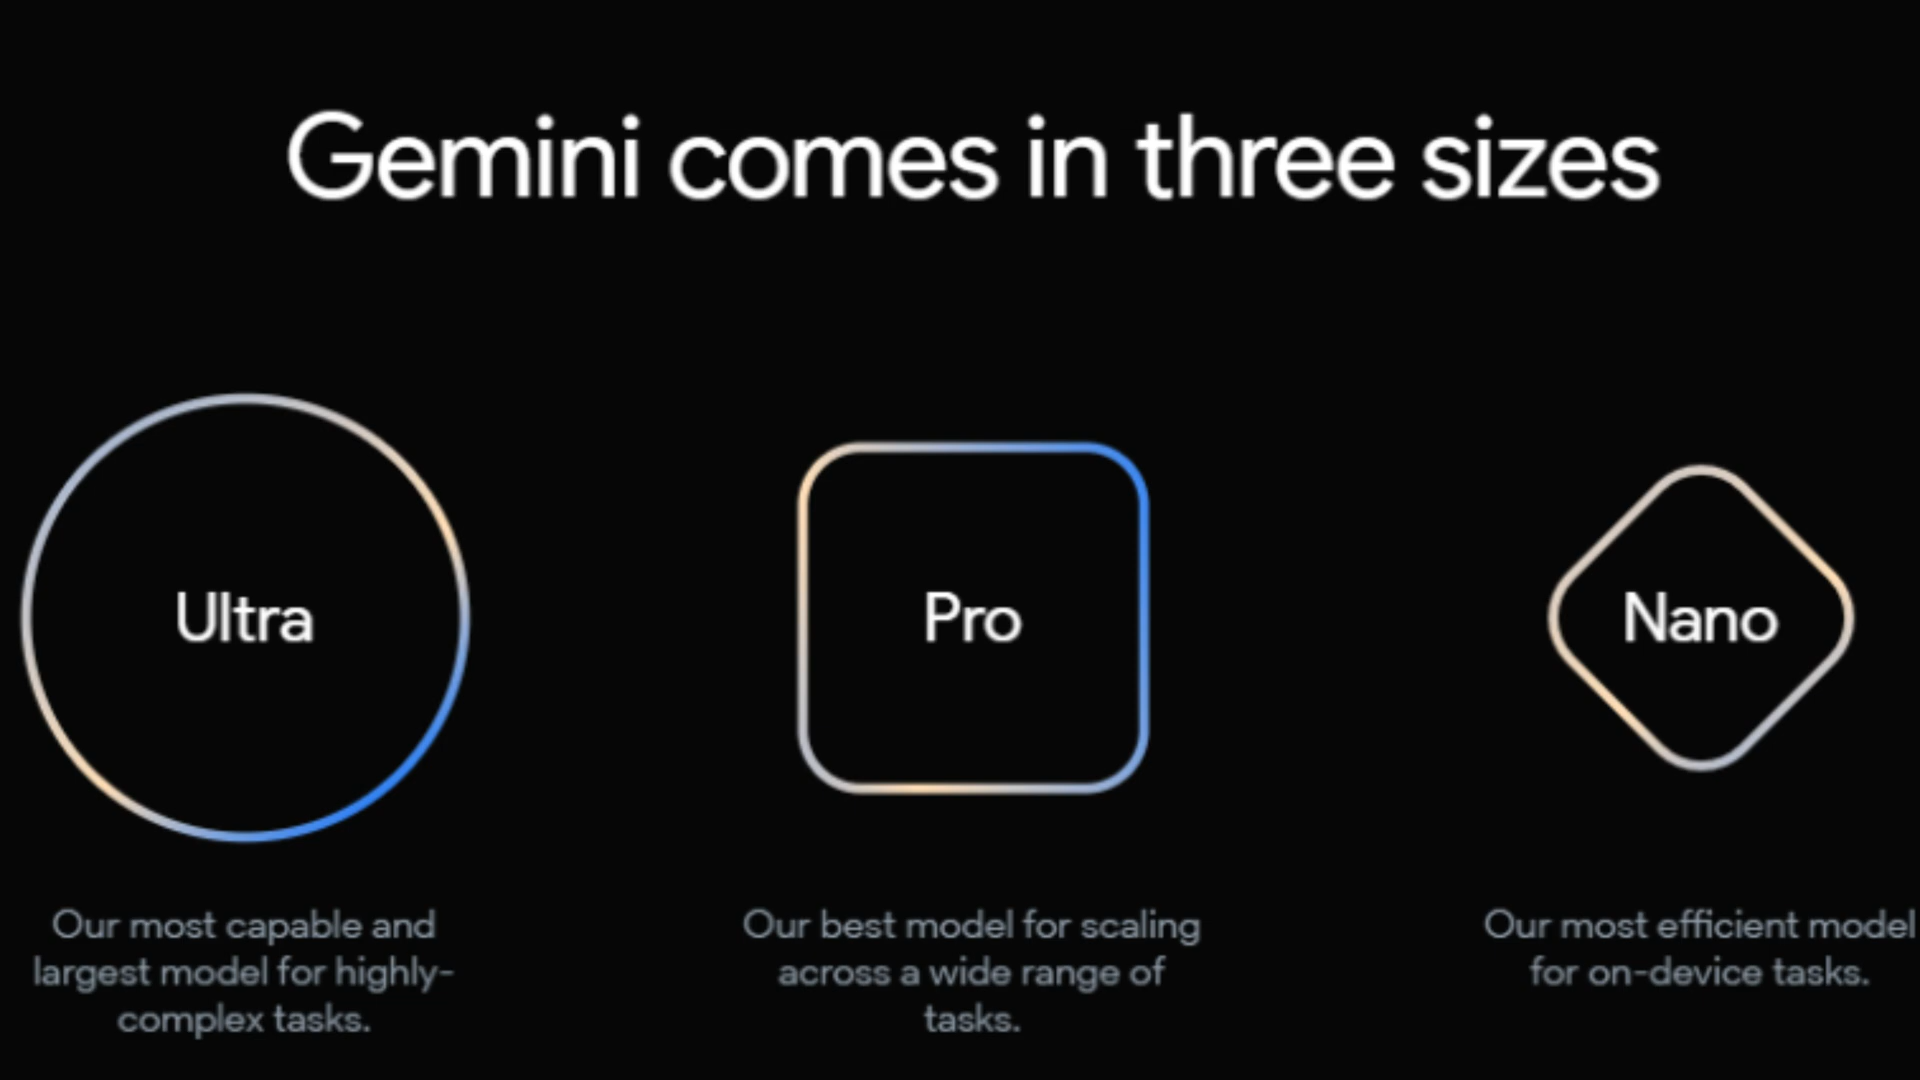 Gemini comes in three sizes
Ultra
Our most capable and
largest model for highly-
complex tasks.
Pro
Our best model for scaling
across a wide range of
tasks.
Nano
Our most efficient model
for on-device tasks.